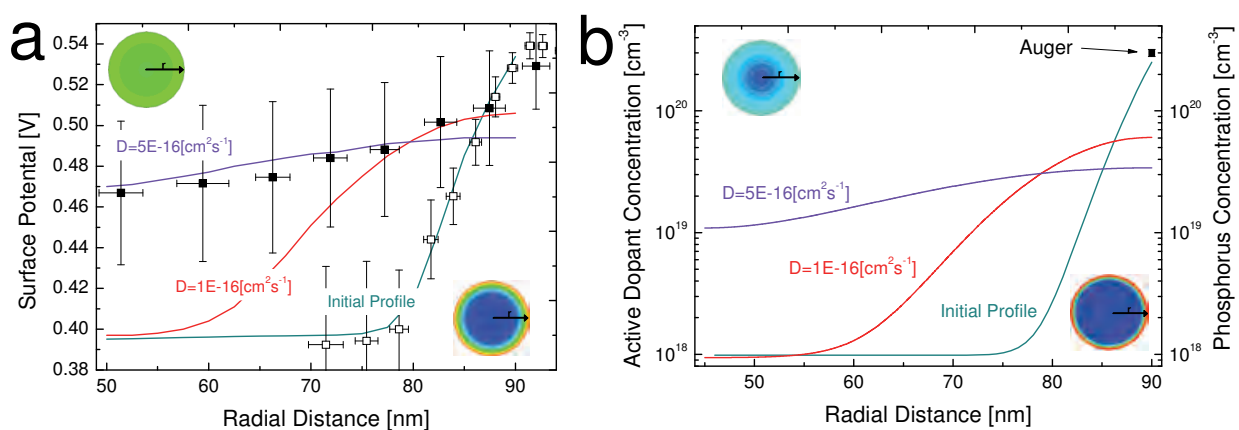 a
0.54
0.52
0.50
0.48
0.46
0.44
0.42
0.40
0.38
Surface Potential [V]
r
D=5E-16[cm²s⁻¹]
D=1E-16[cm²s⁻¹]
Initial Profile
r
50
60
70
80
90
Radial Distance [nm]
b
Active Dopant Concentration [cm⁻³]
10²⁰
10¹⁹
10¹⁸
r
Auger
D=5E-16[cm²s⁻¹]
D=1E-16[cm²s⁻¹]
Initial Profile
r
50
60
70
80
90
Radial Distance [nm]
10²⁰
10¹⁹
10¹⁸
Phosphorus Concentration [cm⁻³]